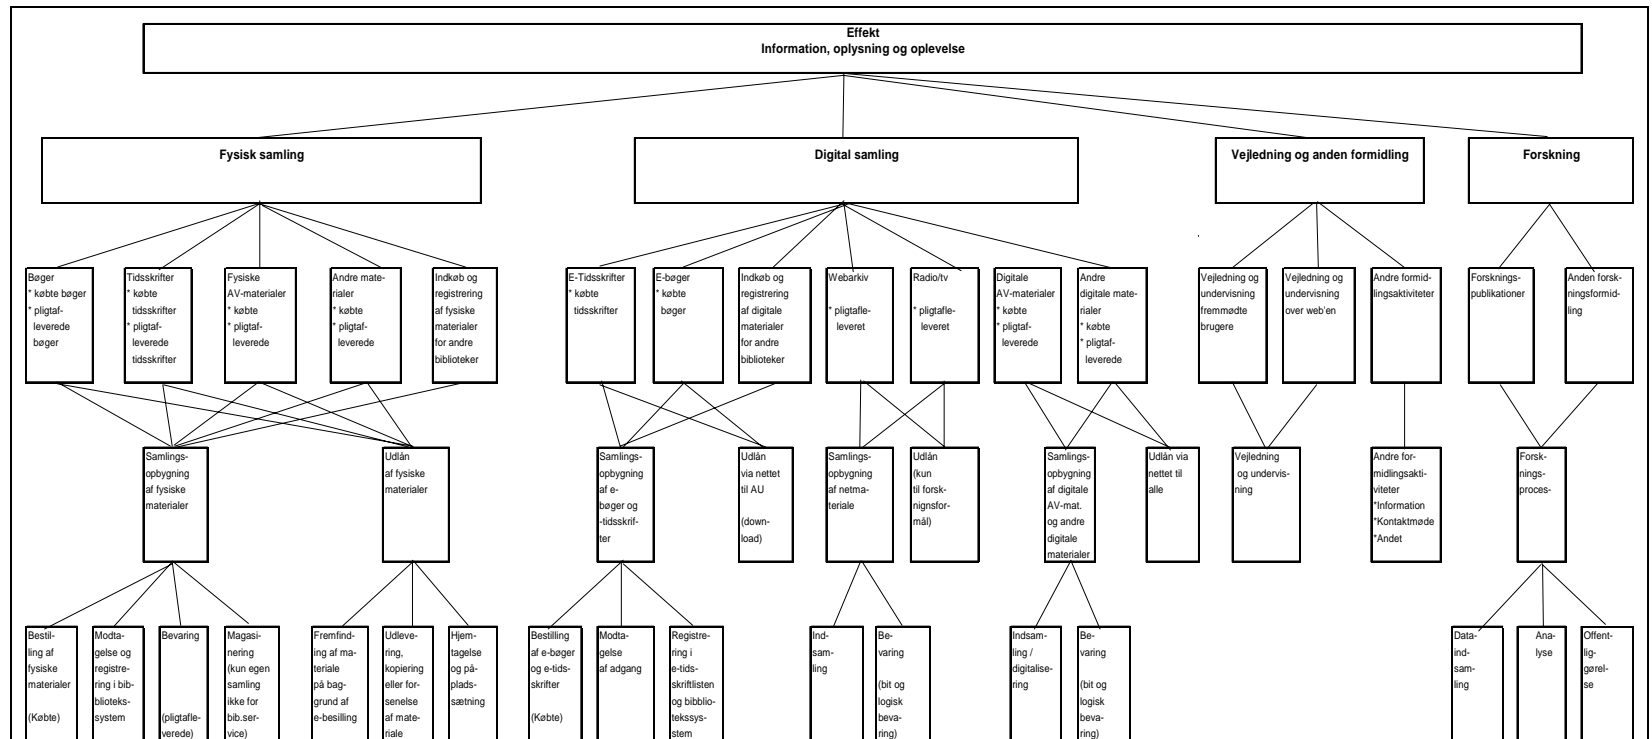 Effekt
Information, oplysning og oplevelse
Fysisk samling
Digital samling
Vejledning og anden formidling
Forskning
Bøger
* købte bøger
* pligtaf-
leverede
bøger
Tidsskrifter
* købte
tidsskrifter
* pligtaf-
leverede
tidsskrifter
Fysiske
AV-materialer
* købte
* pligtaf-
leverede
Andre mate-
rialer
* købte
* pligtaf-
leverede
Indkøb og
registrering
af fysiske
materialer
for andre
biblioteker
E-Tidsskrifter
* købte
tidsskrifter
E-bøger
* købte
bøger
Indkøb og
registrering
af digitale
materialer
for andre
biblioteker
Webarkiv
* pligtafle-
leveret
Radio/tv
* pligtafle-
leveret
Digitale
AV-materialer
* købte
* pligtaf-
leverede
Andre
digitale mate-
rialer
* købte
* pligtaf-
leverede
Vejledning og
undervisning
fremmødte
brugere
Vejledning og
undervisning
over web'en
Andre formid-
lingsaktiviteter
Forsknings-
publikationer
Anden forsk-
ningsformid-
ling
Samlings-
opbygning
af fysiske
materialer
Udlån
af fysiske
materialer
Samlings-
opbygning
af e-
bøger og
-tidsskrif-
ter
Udlån
via nettet
til AU
(down-
load)
Samlings-
opbygning
af netma-
teriale
Udlån
(kun
til forsk-
nignsfor-
mål)
Samlings-
opbygning
af digitale
AV-mat.
og andre
digitale
materialer
Udlån via
nettet til
alle
Vejledning
og undervis-
ning
Andre for-
midlingsakti-
viteter
*Information
*Kontaktmøde
*Andet
Forsk-
nings-
proces-
Bestil-
ling af
fysiske
materialer
(Købte)
Modta-
gelse og
registre-
ring i bib-
blioteks-
system
Bevaring
(pligtafle-
verede)
Magasi-
nering
(kun egen
samling
ikke for
bib.ser-
vice)
Fremfind-
ing af ma-
teriale
på bag-
grund af
e-besilling
Udleve-
ring,
kopiering
eller for-
senelse
af mate-
riale
Hjem-
tagelse
og på-
plads-
sætning
Bestilling
af e-bøger
og e-tids-
skrifter
(Købte)
Modt-
agelse
af adgang
Registre-
ring i
e-tids-
skriftlisten
og bibblio-
tekssys-
tem
Ind-
sam-
ling
Be-
varing
(bit og
logisk
beva-
ring)
Indsam-
ling /
digitalise-
ring
Be-
varing
(bit og
logisk
beva-
ring)
Data-
ind-
sam-
ling
Ana-
lyse
Offent-
lig-
gørel-
se